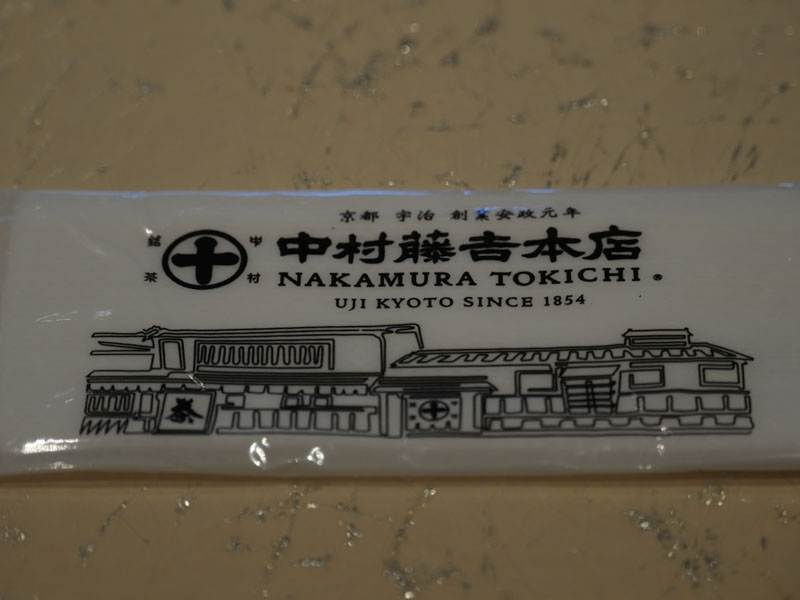 京都 宇治 創業安政元年
銘茶 中村
中村藤吉本店
NAKAMURA TOKICHI ®
UJI KYOTO SINCE 1854
茶